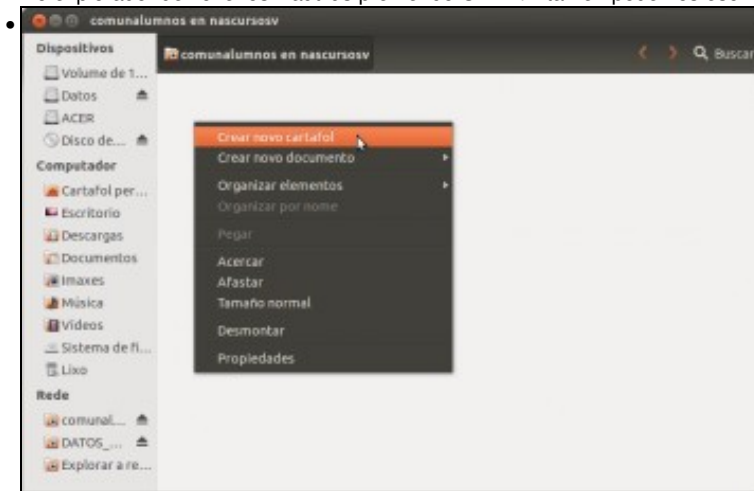 comunalumnos en nascursosv
Dispositivos
comunalumnos en nascursosv
Buscar
Volume de 1...
Datos
ACER
Disco de...
Computador
Cartafol per...
Escritorio
Descargas
Documentos
Imaxes
Música
Vídeos
Sistema de fi...
Lixo
Rede
comunal...
DATOS_...
Explorar a re...
Crear novo cartafol
Crear novo documento
Organizar elementos
Organizar por nome
Pegar
Acercar
Afastar
Tamaño normal
Desmontar
Propiedades